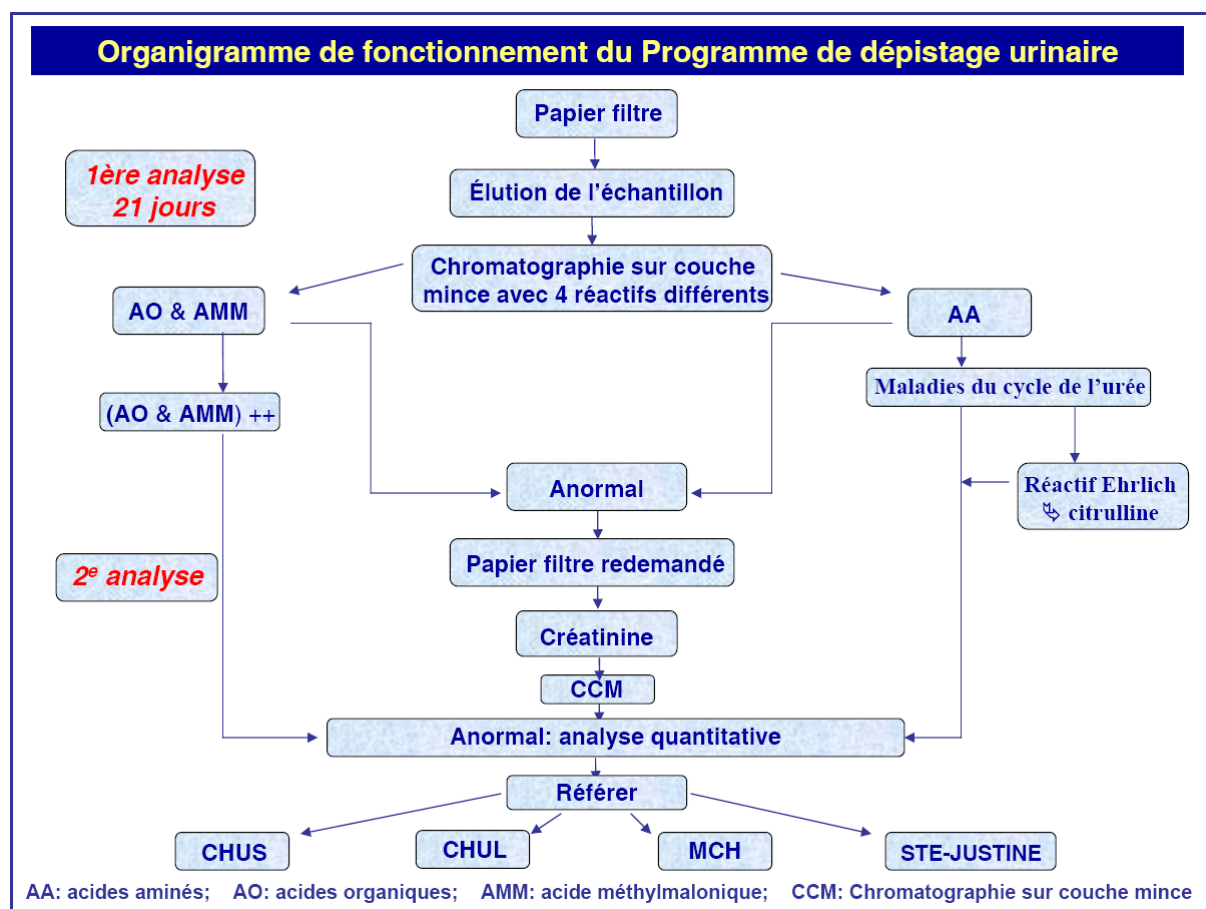 Organigramme de fonctionnement du Programme de dépistage urinaire
Papier filtre
1ère analyse
21 jours
Élution de l'échantillon
Chromatographie sur couche
mince avec 4 réactifs différents
AO & AMM
AA
Maladies du cycle de l'urée
(AO & AMM) ++
Anormal
Réactif Ehrlich
↳ citrulline
Papier filtre redemandé
2e analyse
Créatinine
CCM
Anormal: analyse quantitative
Référer
CHUS
CHUL
MCH
STE-JUSTINE
AA: acides aminés; AO: acides organiques; AMM: acide méthylmalonique; CCM: Chromatographie sur couche mince